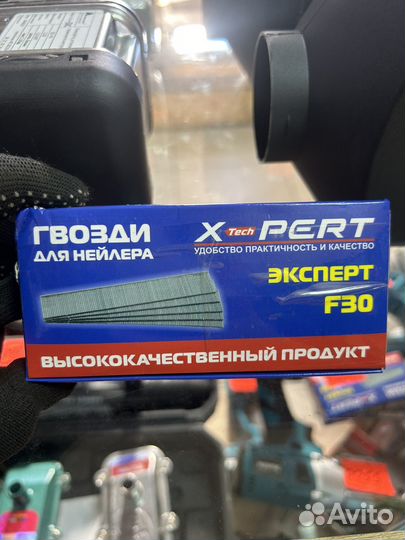 ГВОЗДИ
ДЛЯ НЕЙЛЕРА
X-Tech PERT
УДОБСТВО ПРАКТИЧНОСТЬ И КАЧЕСТВО
ЭКСПЕРТ
F30
ВЫСОКОКАЧЕСТВЕННЫЙ ПРОДУКТ
Avito